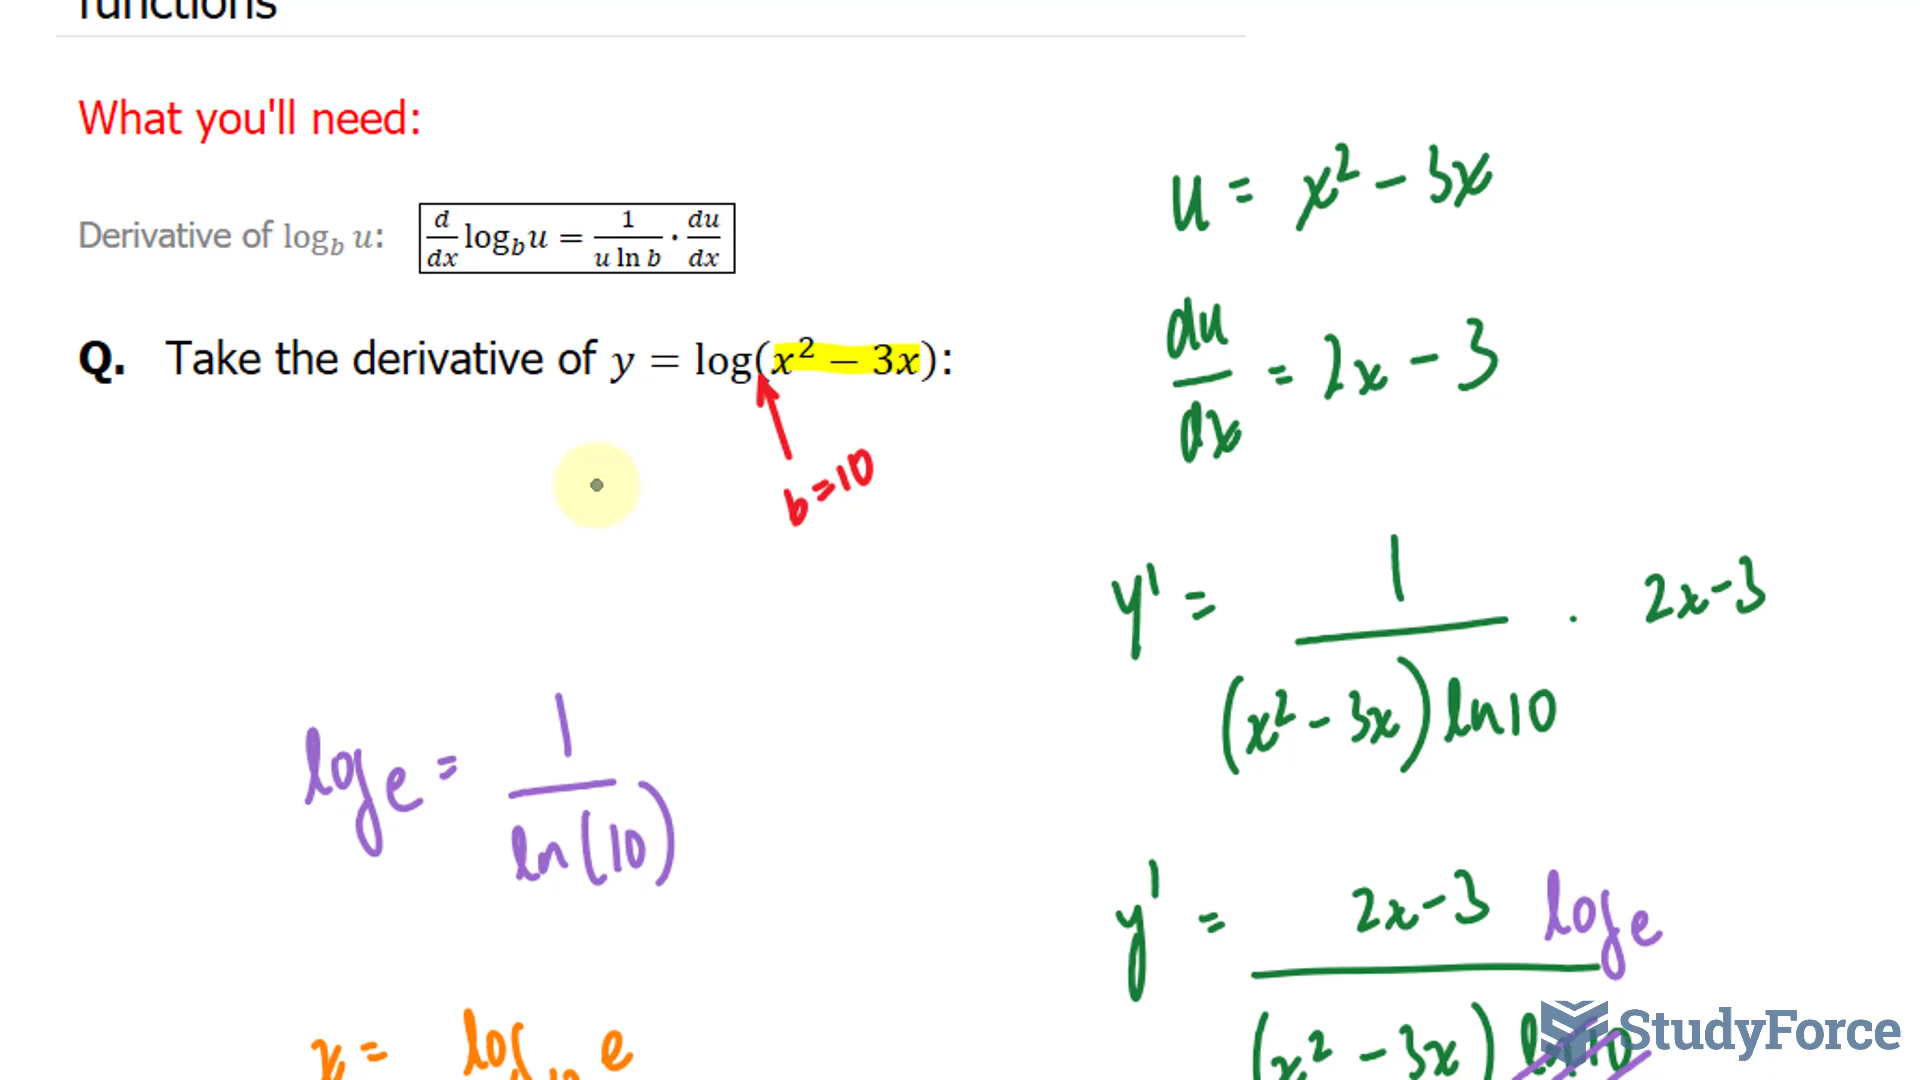 functions
What you'll need:
Derivative of log_b u: d/dx log_b u = 1/(u ln b) · du/dx
Q. Take the derivative of y = log(x² − 3x):
b=10
log e = 1/ln(10)
x = log₁₀ e
u = x² − 3x
du/dx = 2x − 3
y' = 1/((x² − 3x) ln10) · 2x−3
y' = 2x−3 log e/((x² − 3x) ln10)
StudyForce